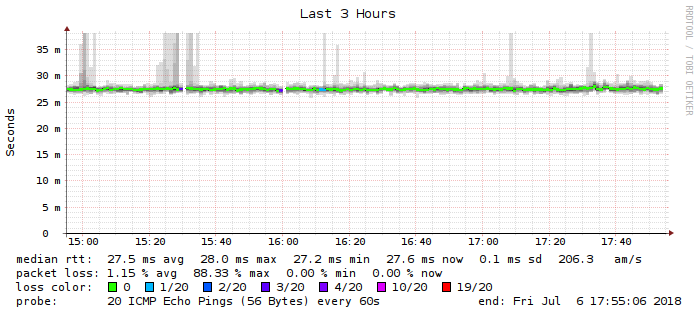 Last 3 Hours
RRDTOOL / TOBI OETIKER
Seconds
35 m
30 m
25 m
20 m
15 m
10 m
5 m
0
15:00 15:20 15:40 16:00 16:20 16:40 17:00 17:20 17:40
median rtt: 27.5 ms avg 28.0 ms max 27.2 ms min 27.6 ms now 0.1 ms sd 206.3 am/s
packet loss: 1.15 % avg 88.33 % max 0.00 % min 0.00 % now
loss color: 0 1/20 2/20 3/20 4/20 10/20 19/20
probe: 20 ICMP Echo Pings (56 Bytes) every 60s end: Fri Jul 6 17:55:06 2018